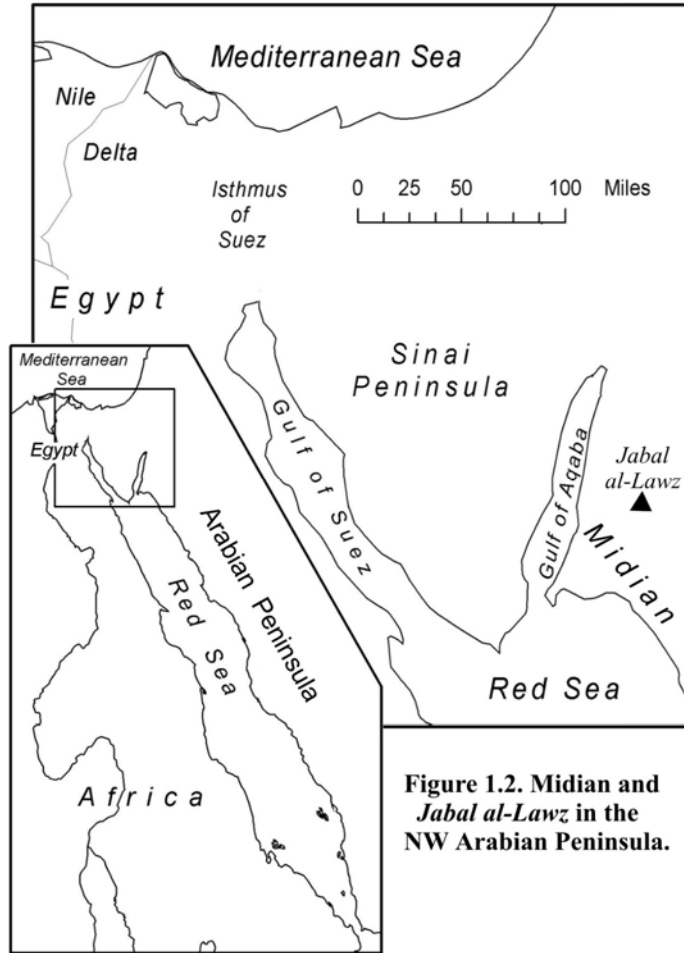 Mediterranean Sea
Nile
Delta
Isthmus
of
Suez
0 25 50 100 Miles
Egypt
Sinai
Peninsula
Gulf of Suez
Gulf of Aqaba
Jabal
al-Lawz
Midian
Red Sea
Mediterranean
Sea
Egypt
Arabian Peninsula
Red Sea
Africa
Figure 1.2. Midian and
Jabal al-Lawz in the
NW Arabian Peninsula.